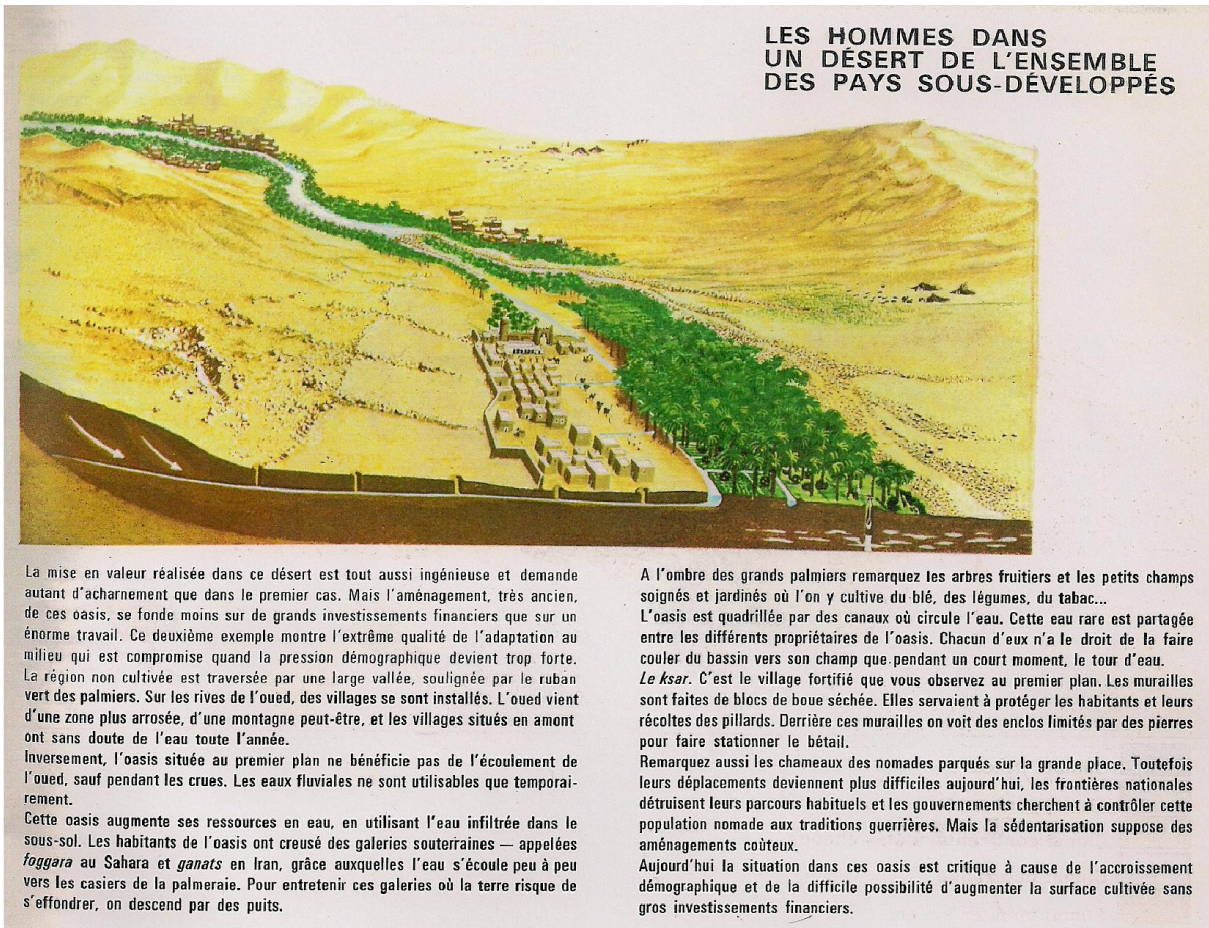 LES HOMMES DANS
UN DÉSERT DE L'ENSEMBLE
DES PAYS SOUS-DÉVELOPPÉS
La mise en valeur réalisée dans ce désert est tout aussi ingénieuse et demande
autant d'acharnement que dans le premier cas. Mais l'aménagement, très ancien,
de ces oasis, se fonde moins sur de grands investissements financiers que sur un
énorme travail. Ce deuxième exemple montre l'extrême qualité de l'adaptation au
milieu qui est compromise quand la pression démographique devient trop forte.
La région non cultivée est traversée par une large vallée, soulignée par le ruban
vert des palmiers. Sur les rives de l'oued, des villages se sont installés. L'oued vient
d'une zone plus arrosée, d'une montagne peut-être, et les villages situés en amont
ont sans doute de l'eau toute l'année.
Inversement, l'oasis située au premier plan ne bénéficie pas de l'écoulement de
l'oued, sauf pendant les crues. Les eaux fluviales ne sont utilisables que temporai-
rement.
Cette oasis augmente ses ressources en eau, en utilisant l'eau infiltrée dans le
sous-sol. Les habitants de l'oasis ont creusé des galeries souterraines — appelées
foggara au Sahara et ganats en Iran, grâce auxquelles l'eau s'écoule peu à peu
vers les casiers de la palmeraie. Pour entretenir ces galeries où la terre risque de
s'effondrer, on descend par des puits.
A l'ombre des grands palmiers remarquez les arbres fruitiers et les petits champs
soignés et jardinés où l'on y cultive du blé, des légumes, du tabac...
L'oasis est quadrillée par des canaux où circule l'eau. Cette eau rare est partagée
entre les différents propriétaires de l'oasis. Chacun d'eux n'a le droit de la faire
couler du bassin vers son champ que pendant un court moment, le tour d'eau.
Le ksar. C'est le village fortifié que vous observez au premier plan. Les murailles
sont faites de blocs de boue séchée. Elles servaient à protéger les habitants et leurs
récoltes des pillards. Derrière ces murailles on voit des enclos limités par des pierres
pour faire stationner le bétail.
Remarquez aussi les chameaux des nomades parqués sur la grande place. Toutefois
leurs déplacements deviennent plus difficiles aujourd'hui, les frontières nationales
détruisent leurs parcours habituels et les gouvernements cherchent à contrôler cette
population nomade aux traditions guerrières. Mais la sédentarisation suppose des
aménagements coûteux.
Aujourd'hui la situation dans ces oasis est critique à cause de l'accroissement
démographique et de la difficile possibilité d'augmenter la surface cultivée sans
gros investissements financiers.